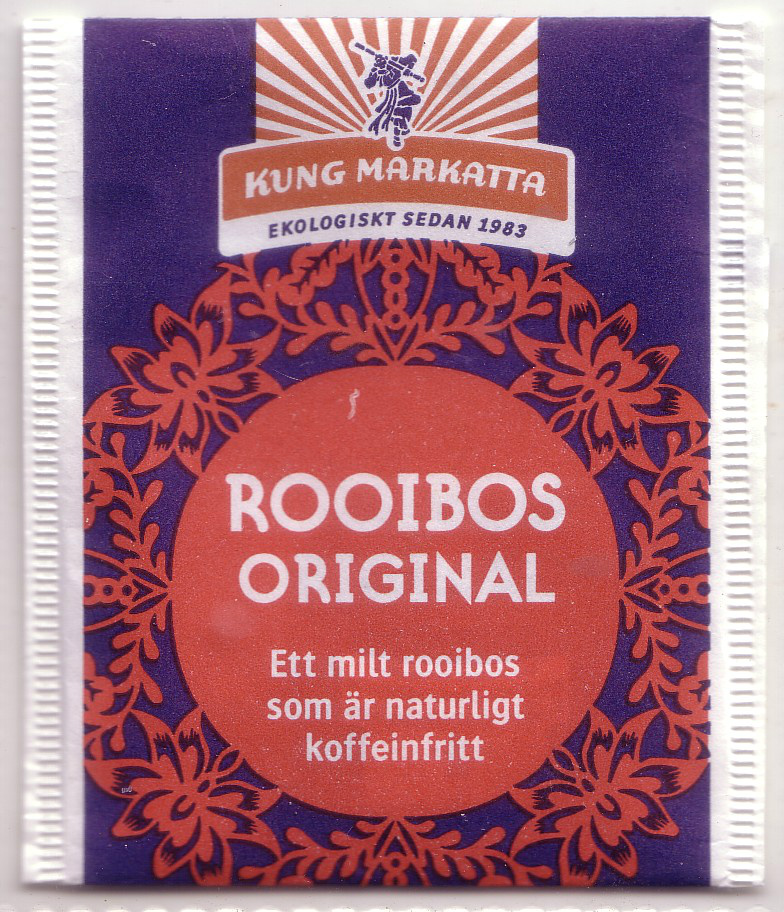 KUNG MARKATTA
EKOLOGISKT SEDAN 1983
ROOIBOS
ORIGINAL
Ett milt rooibos
som är naturligt
koffeinfritt